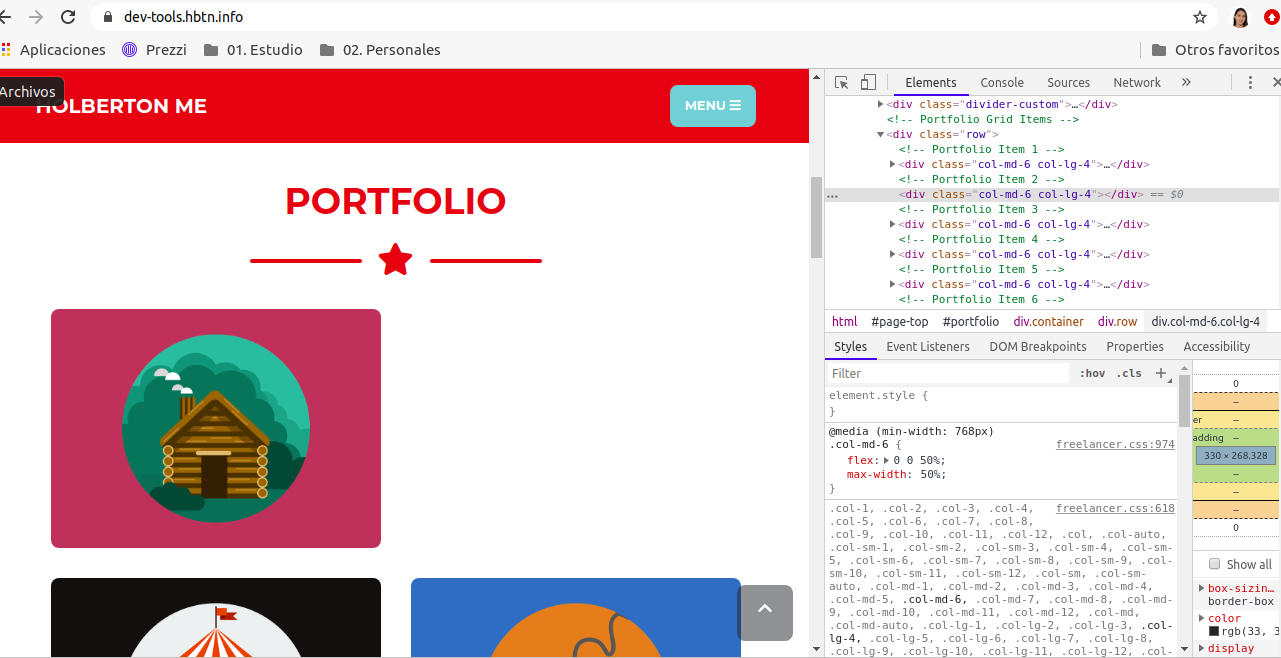 dev-tools.hbtn.info
Aplicaciones Prezzi 01. Estudio 02. Personales Otros favoritos
Archivos
HOLBERTON ME
MENU
PORTFOLIO
Elements Console Sources Network »
<div class="divider-custom">…</div>
<!-- Portfolio Grid Items -->
<div class="row">
<!-- Portfolio Item 1 -->
<div class="col-md-6 col-lg-4">…</div>
<!-- Portfolio Item 2 -->
… <div class="col-md-6 col-lg-4"></div> == $0
<!-- Portfolio Item 3 -->
<div class="col-md-6 col-lg-4">…</div>
<!-- Portfolio Item 4 -->
<div class="col-md-6 col-lg-4">…</div>
<!-- Portfolio Item 5 -->
<div class="col-md-6 col-lg-4">…</div>
<!-- Portfolio Item 6 -->
html #page-top #portfolio div.container div.row div.col-md-6.col-lg-4
Styles Event Listeners DOM Breakpoints Properties Accessibility
Filter :hov .cls +
element.style {
}
@media (min-width: 768px)
.col-md-6 { freelancer.css:974
flex: 0 0 50%;
max-width: 50%;
}
.col-1, .col-2, .col-3, .col-4, freelancer.css:618
.col-5, .col-6, .col-7, .col-8,
.col-9, .col-10, .col-11, .col-12, .col, .col-auto,
.col-sm-1, .col-sm-2, .col-sm-3, .col-sm-4, .col-sm-
5, .col-sm-6, .col-sm-7, .col-sm-8, .col-sm-9, .col-
sm-10, .col-sm-11, .col-sm-12, .col-sm, .col-sm-
auto, .col-md-1, .col-md-2, .col-md-3, .col-md-4,
.col-md-5, .col-md-6, .col-md-7, .col-md-8, .col-md-
9, .col-md-10, .col-md-11, .col-md-12, .col-md,
.col-md-auto, .col-lg-1, .col-lg-2, .col-lg-3, .col-
lg-4, .col-lg-5, .col-lg-6, .col-lg-7, .col-lg-8,
.col-lg-9, .col-lg-10, .col-lg-11, .col-lg-12, .col-
0
–
er –
adding –
330 × 268.328
–
–
–
0
Show all
box-sizin…
border-box
color
rgb(33, 3
display